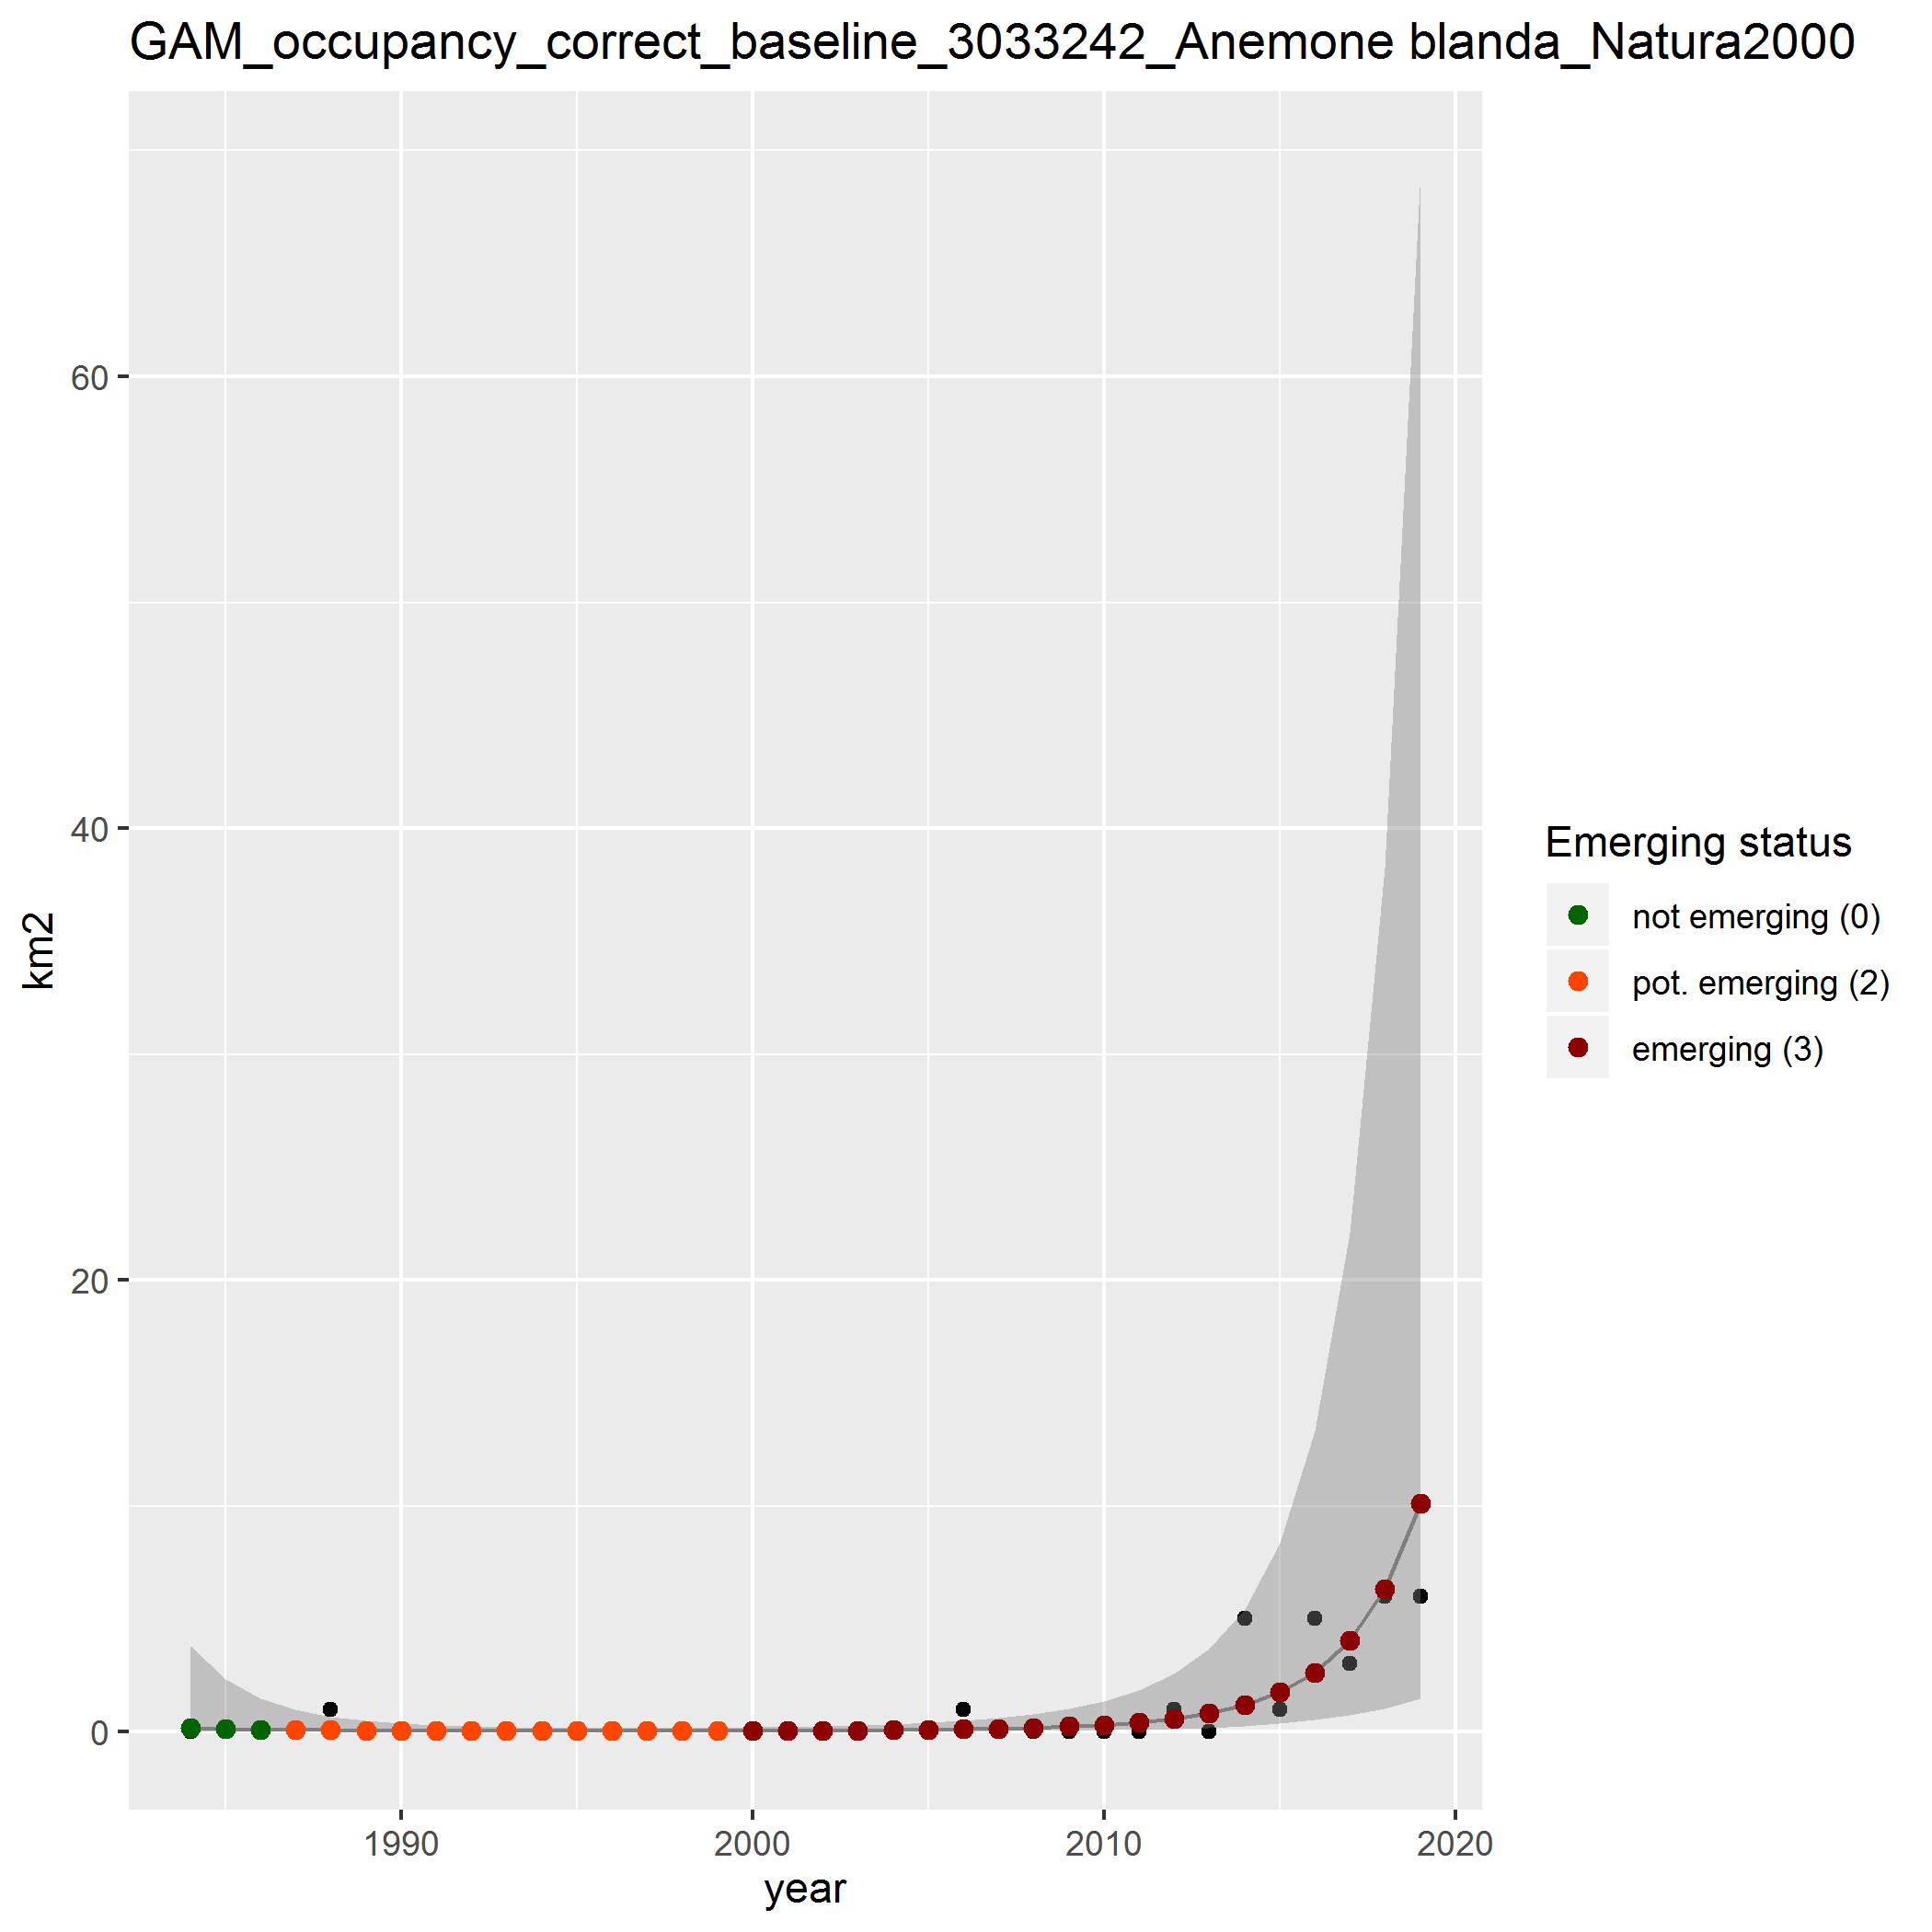 GAM_occupancy_correct_baseline_3033242_Anemone blanda_Natura2000
60
40
20
0
km2
1990 2000 2010 2020
year
Emerging status
not emerging (0)
pot. emerging (2)
emerging (3)